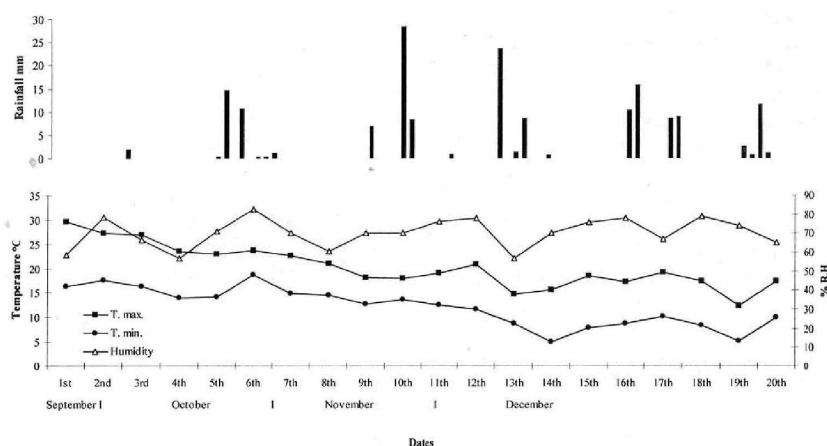 30
25
20
15
10
5
0
Rainfall mm
35
30
25
20
15
10
5
0
Temperature °C
90
80
70
60
50
40
30
20
10
0
% R.H
T. max.
T. min.
Humidity
1st 2nd 3rd 4th 5th 6th 7th 8th 9th 10th 11th 12th 13th 14th 15th 16th 17th 18th 19th 20th
September I October I November I December
Dates